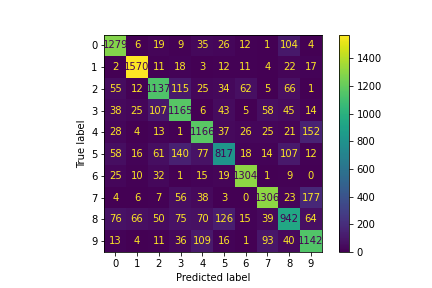 0 1279 6 19 9 35 26 12 1 104 4
1 2 1570 11 18 3 12 11 4 22 17
2 55 12 1137 115 25 34 62 5 66 1
3 38 25 107 1165 6 43 5 58 45 14
4 28 4 13 1 1166 37 26 25 21 152
5 58 16 61 140 77 817 18 14 107 12
6 25 10 32 1 15 19 1304 1 9 0
7 4 6 7 56 38 3 0 1306 23 177
8 76 66 50 75 70 126 15 39 942 64
9 13 4 11 36 109 16 1 93 40 1142
0 1 2 3 4 5 6 7 8 9
True label
Predicted label
1400
1200
1000
800
600
400
200
0